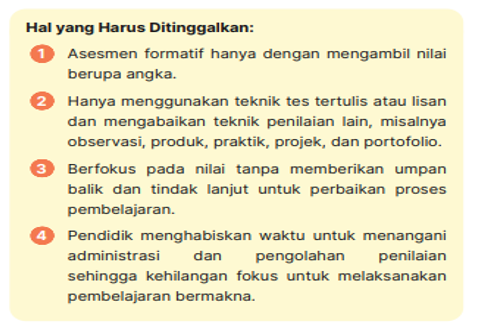 Hal yang Harus Ditinggalkan:
1 Asesmen formatif hanya dengan mengambil nilai
berupa angka.
2 Hanya menggunakan teknik tes tertulis atau lisan
dan mengabaikan teknik penilaian lain, misalnya
observasi, produk, praktik, projek, dan portofolio.
3 Berfokus pada nilai tanpa memberikan umpan
balik dan tindak lanjut untuk perbaikan proses
pembelajaran.
4 Pendidik menghabiskan waktu untuk menangani
administrasi dan pengolahan penilaian
sehingga kehilangan fokus untuk melaksanakan
pembelajaran bermakna.